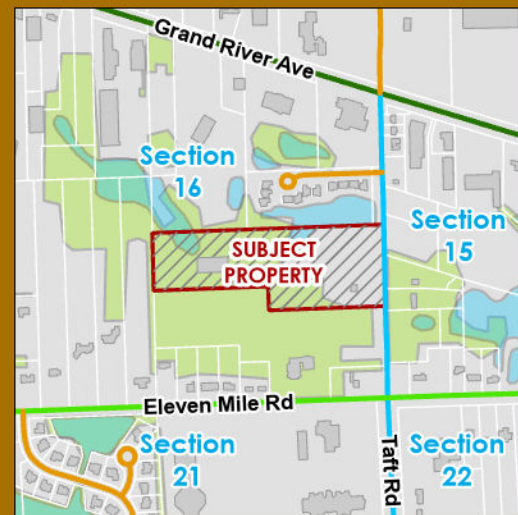 Grand River Ave
Section
16
Section
15
SUBJECT
PROPERTY
Eleven Mile Rd
Section
21
Taft Rd
Section
22